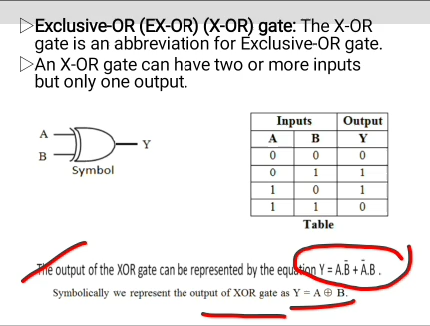 ▷Exclusive-OR (EX-OR) (X-OR) gate: The X-OR
gate is an abbreviation for Exclusive-OR gate.
▷An X-OR gate can have two or more inputs
but only one output.
A
B
Y
Symbol
Inputs Output
A B Y
0 0 0
0 1 1
1 0 1
1 1 0
Table
The output of the XOR gate can be represented by the equation Y = A.B̄ + Ā.B .
Symbolically we represent the output of XOR gate as Y = A ⊕ B.